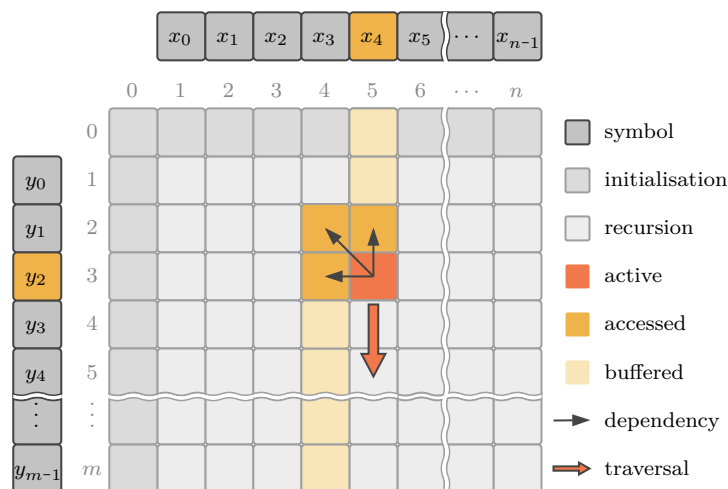 x0 x1 x2 x3 x4 x5 ⋯ xn-1
0 1 2 3 4 5 6 ⋯ n
0
symbol
y0 1 initialisation
y1 2 recursion
y2 3 active
y3 4 accessed
y4 5 buffered
⋮ ⋮ dependency
ym-1 m traversal